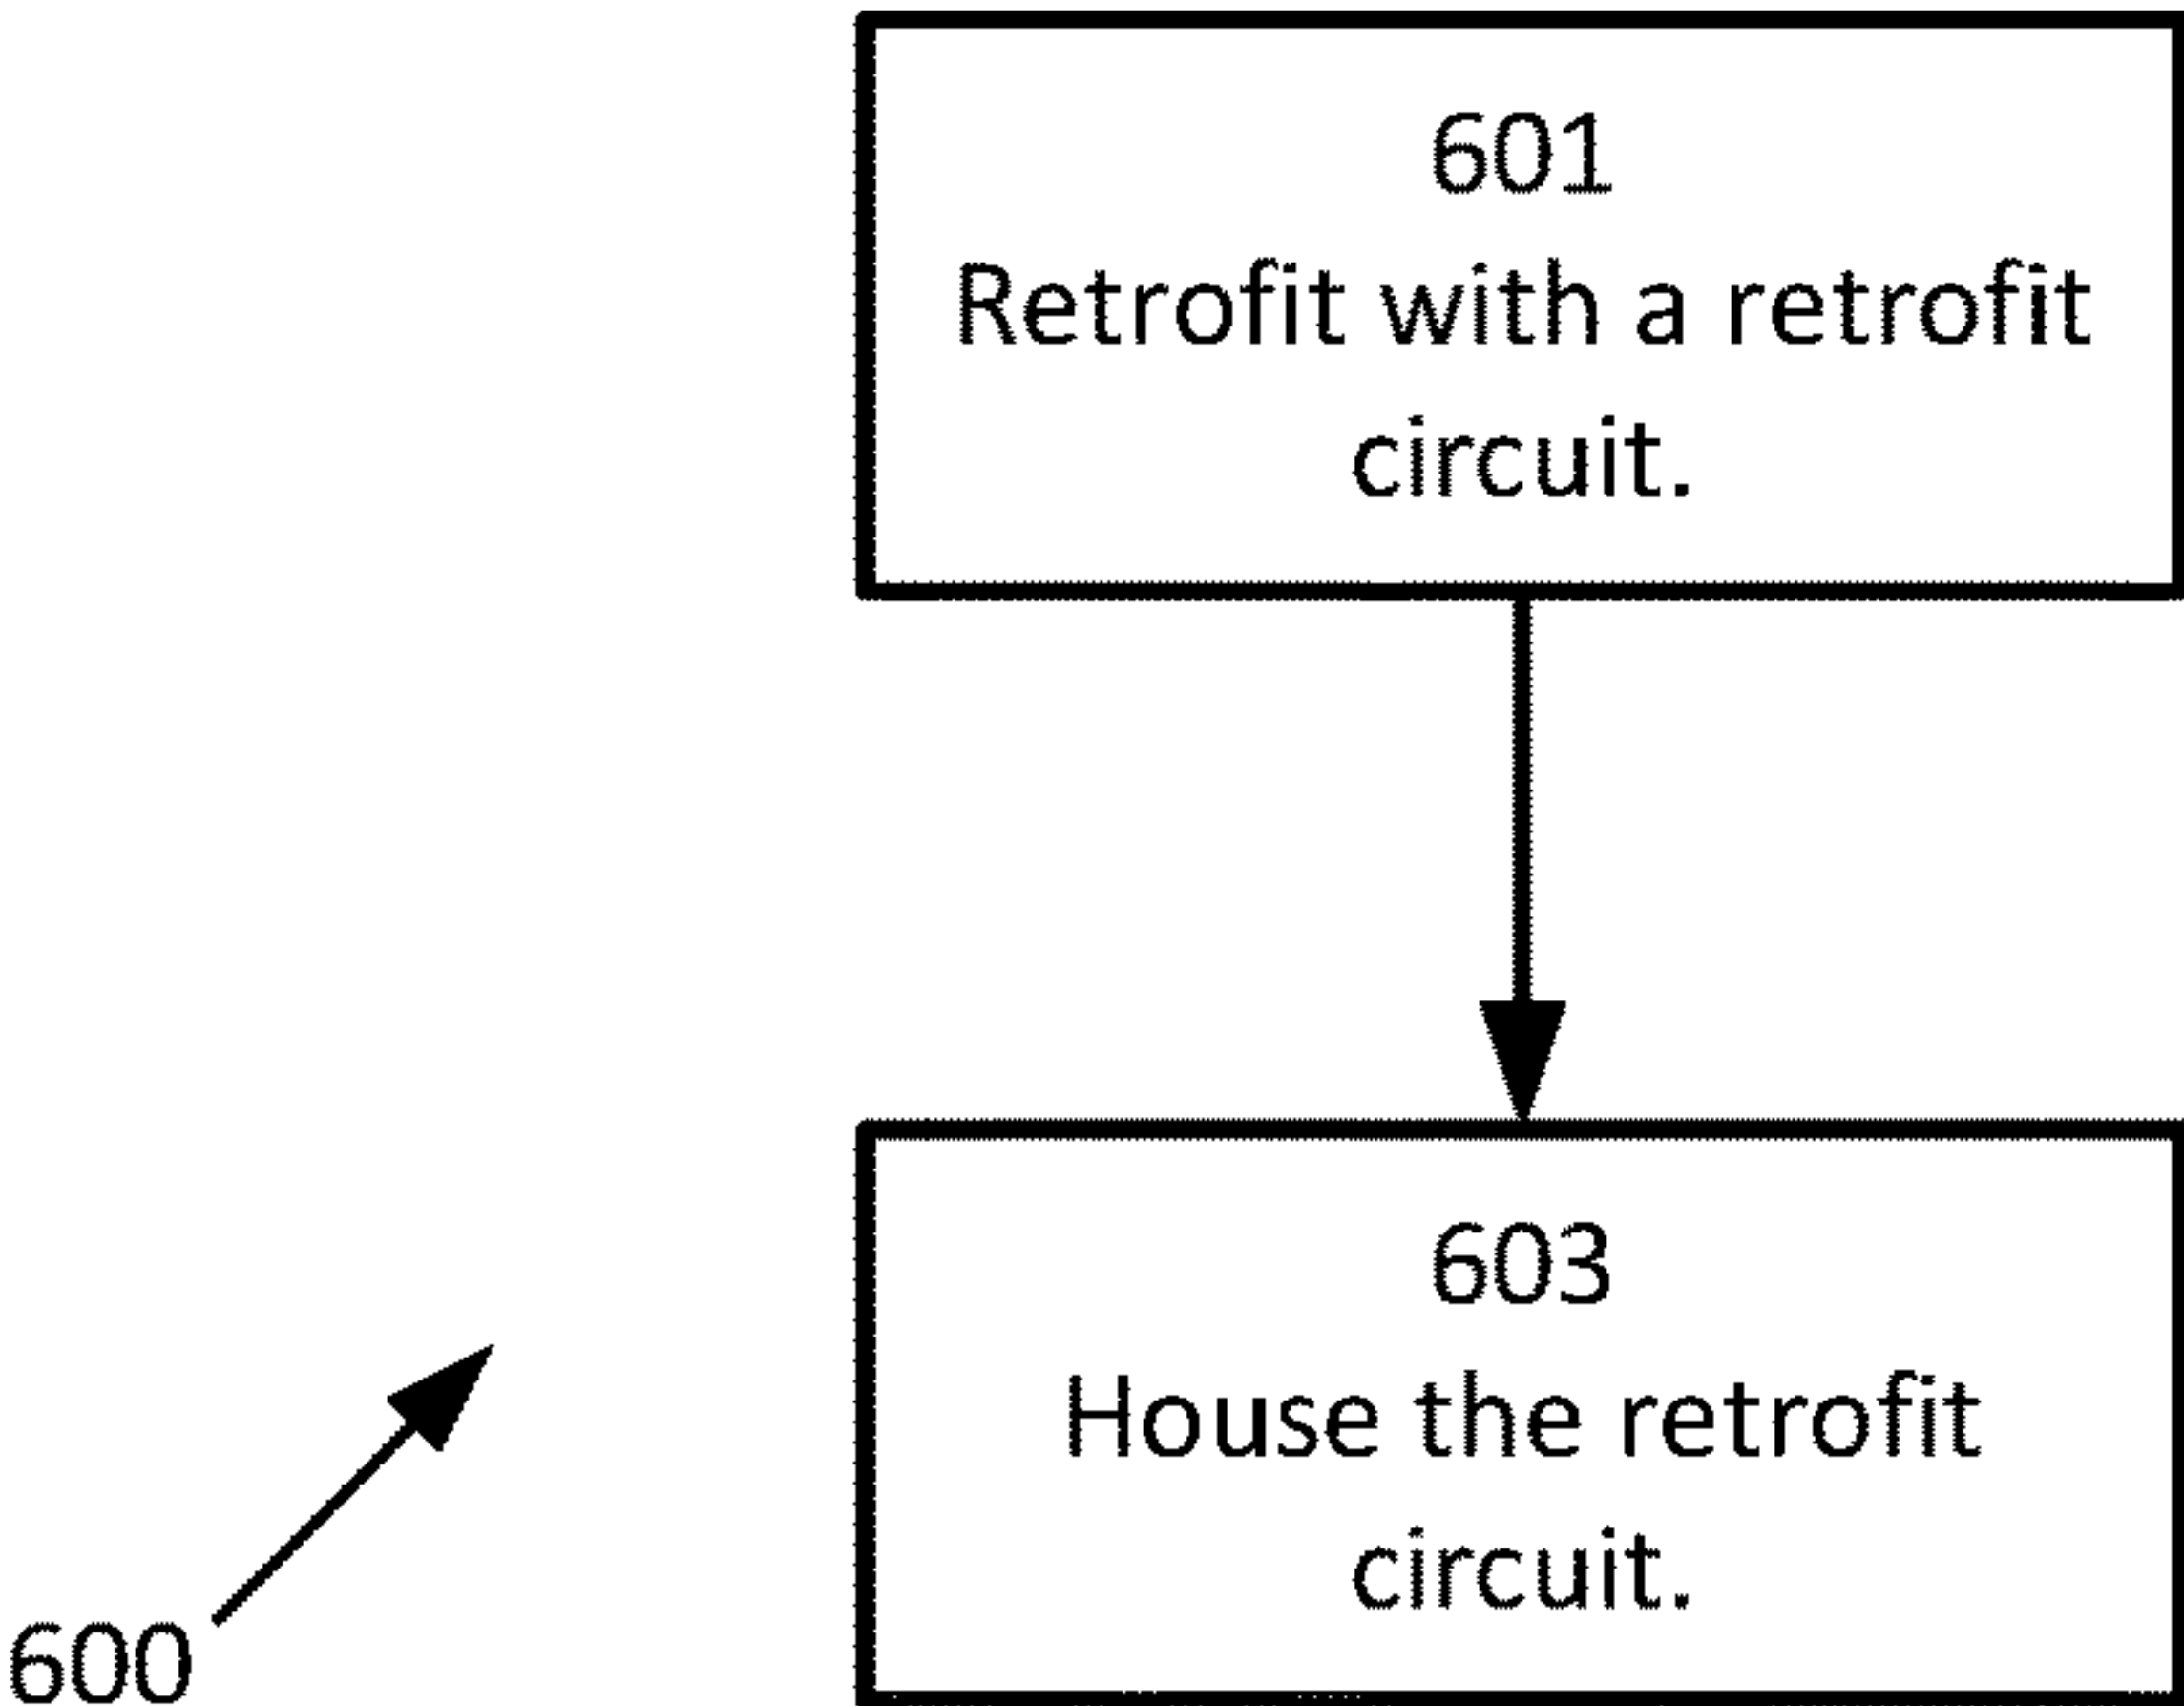 601
Retrofit with a retrofit
circuit.
603
House the retrofit
circuit.
600